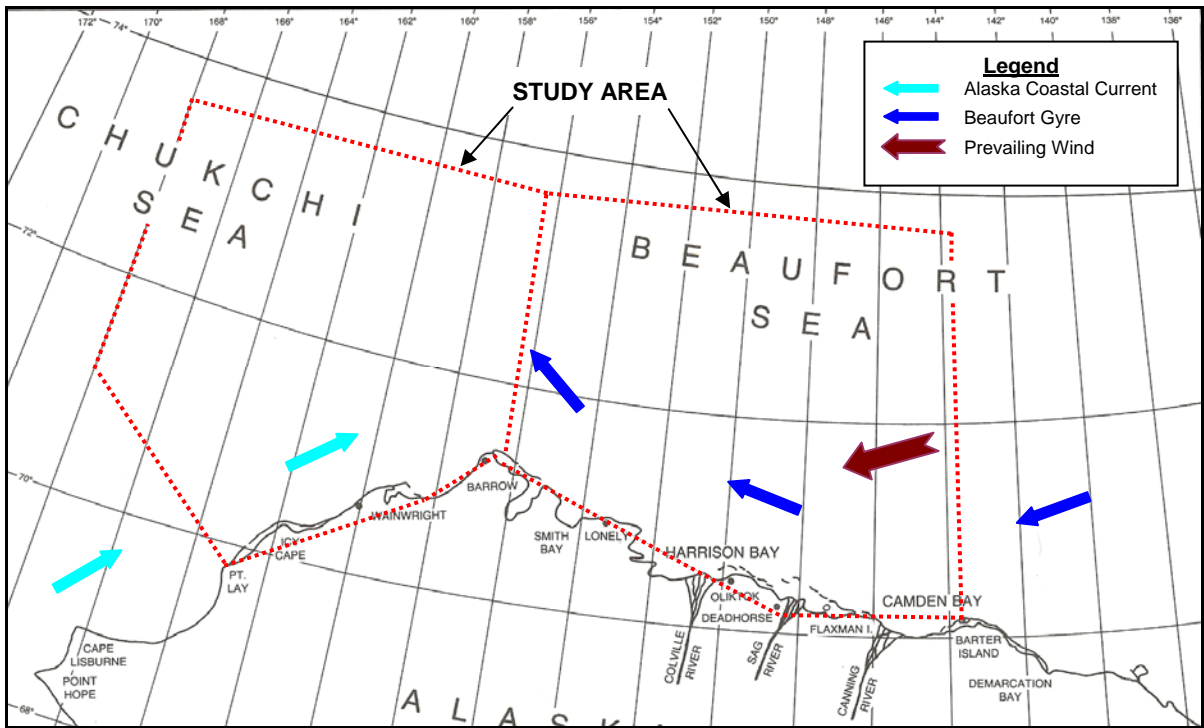 172° 170° 168° 166° 164° 162° 160° 158° 156° 154° 152° 150° 148° 146° 144° 142° 140° 138° 136°
74°
Legend
Alaska Coastal Current
Beaufort Gyre
Prevailing Wind
STUDY AREA
CHUKCHI
SEA
72°
BEAUFORT
SEA
70°
BARROW
WAINWRIGHT
ICY
CAPE
PT.
LAY
SMITH
BAY
LONELY
HARRISON BAY
OLIKTOK
DEADHORSE
CAMDEN BAY
FLAXMAN I.
BARTER
ISLAND
DEMARCATION
BAY
COLVILLE
RIVER
SAG
RIVER
CANNING
RIVER
CAPE
LISBURNE
POINT
HOPE
68°
ALASK